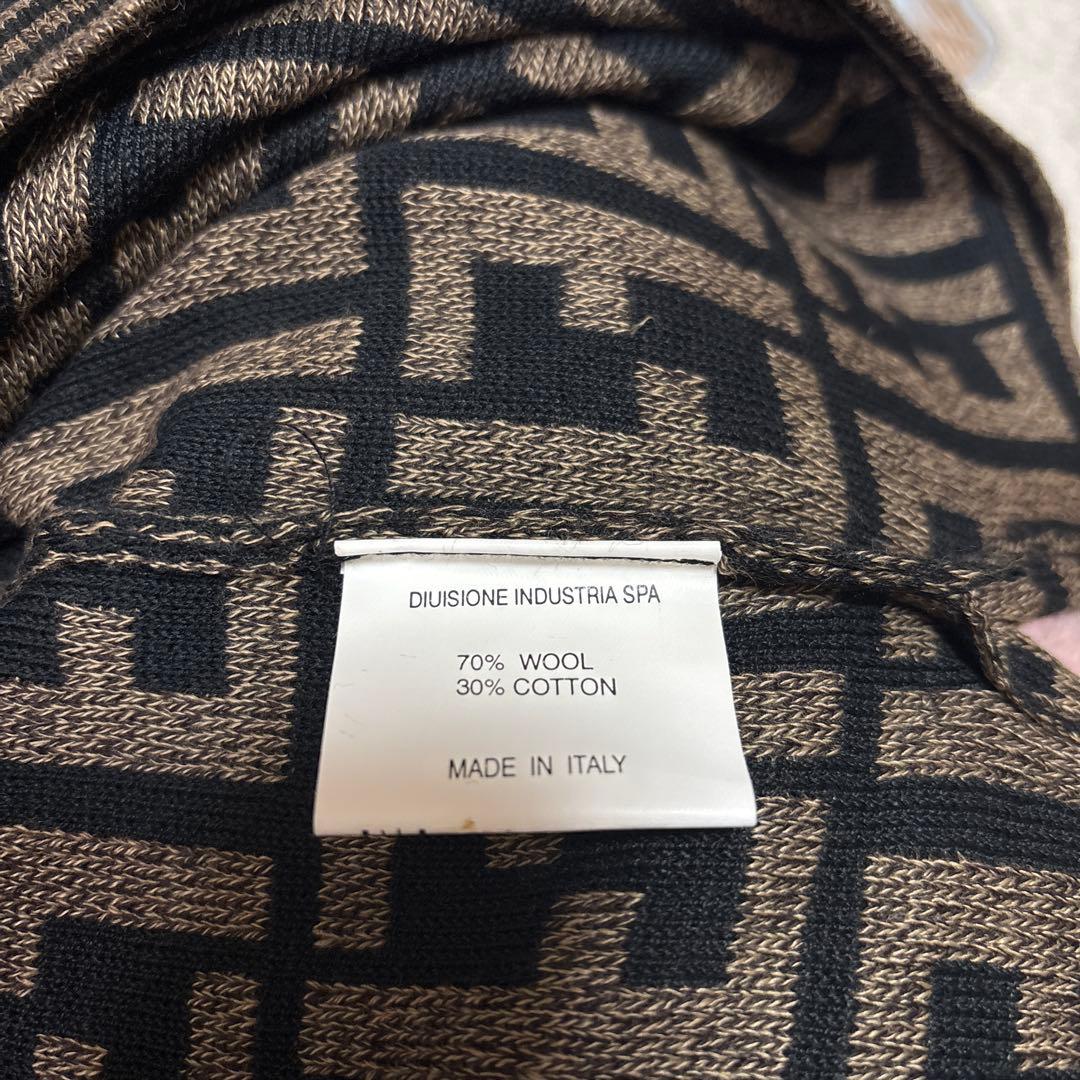 DIUISIONE INDUSTRIA SPA
70% WOOL
30% COTTON
MADE IN ITALY